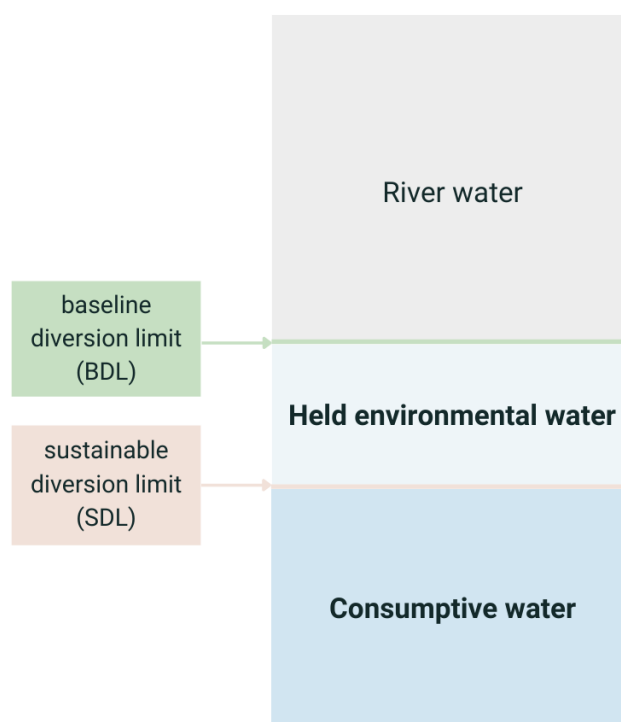 River water
baseline
diversion limit
(BDL)
Held environmental water
sustainable
diversion limit
(SDL)
Consumptive water